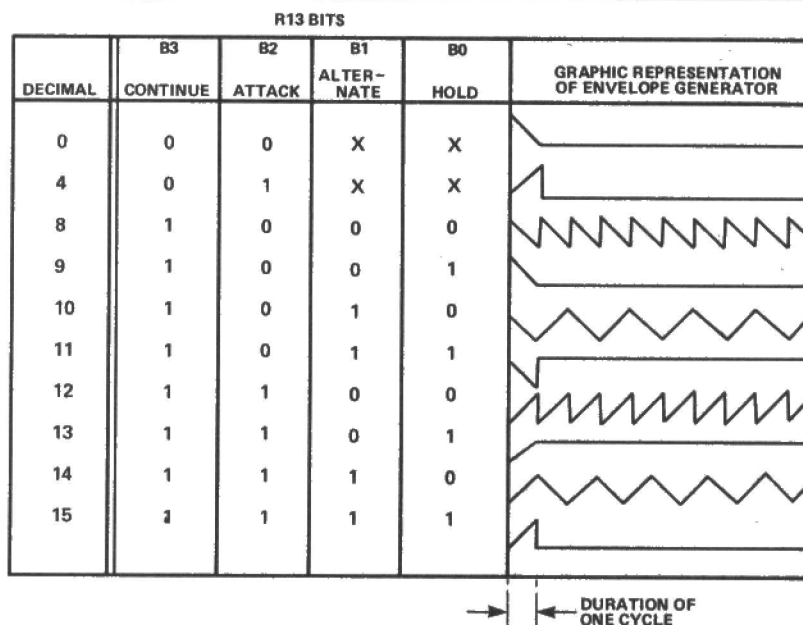 R13 BITS
B3 B2 B1 B0
DECIMAL CONTINUE ATTACK ALTER-NATE HOLD GRAPHIC REPRESENTATION
OF ENVELOPE GENERATOR
0 0 0 X X
4 0 1 X X
8 1 0 0 0
9 1 0 0 1
10 1 0 1 0
11 1 0 1 1
12 1 1 0 0
13 1 1 0 1
14 1 1 1 0
15 1 1 1 1
DURATION OF
ONE CYCLE